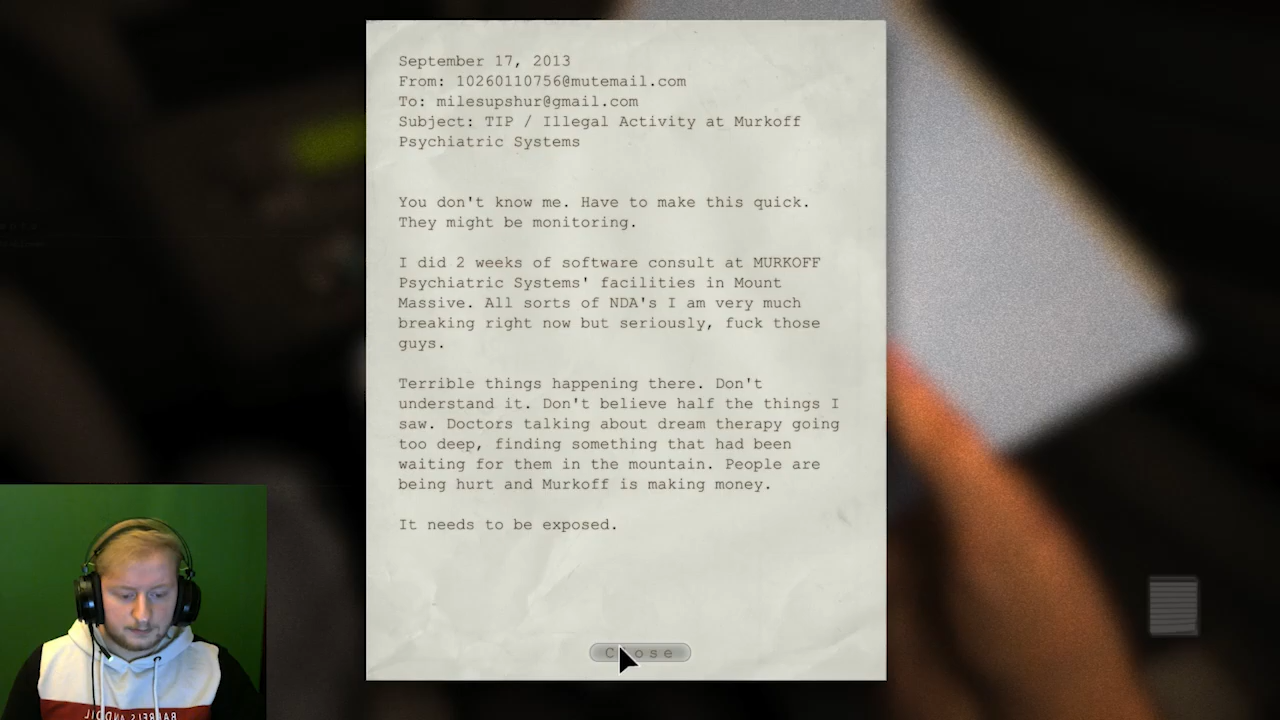 September 17, 2013
From: 10260110756@mutemail.com
To: milesupshur@gmail.com
Subject: TIP / Illegal Activity at Murkoff
Psychiatric Systems
You don't know me. Have to make this quick.
They might be monitoring.
I did 2 weeks of software consult at MURKOFF
Psychiatric Systems' facilities in Mount
Massive. All sorts of NDA's I am very much
breaking right now but seriously, fuck those
guys.
Terrible things happening there. Don't
understand it. Don't believe half the things I
saw. Doctors talking about dream therapy going
too deep, finding something that had been
waiting for them in the mountain. People are
being hurt and Murkoff is making money.
It needs to be exposed.
Close